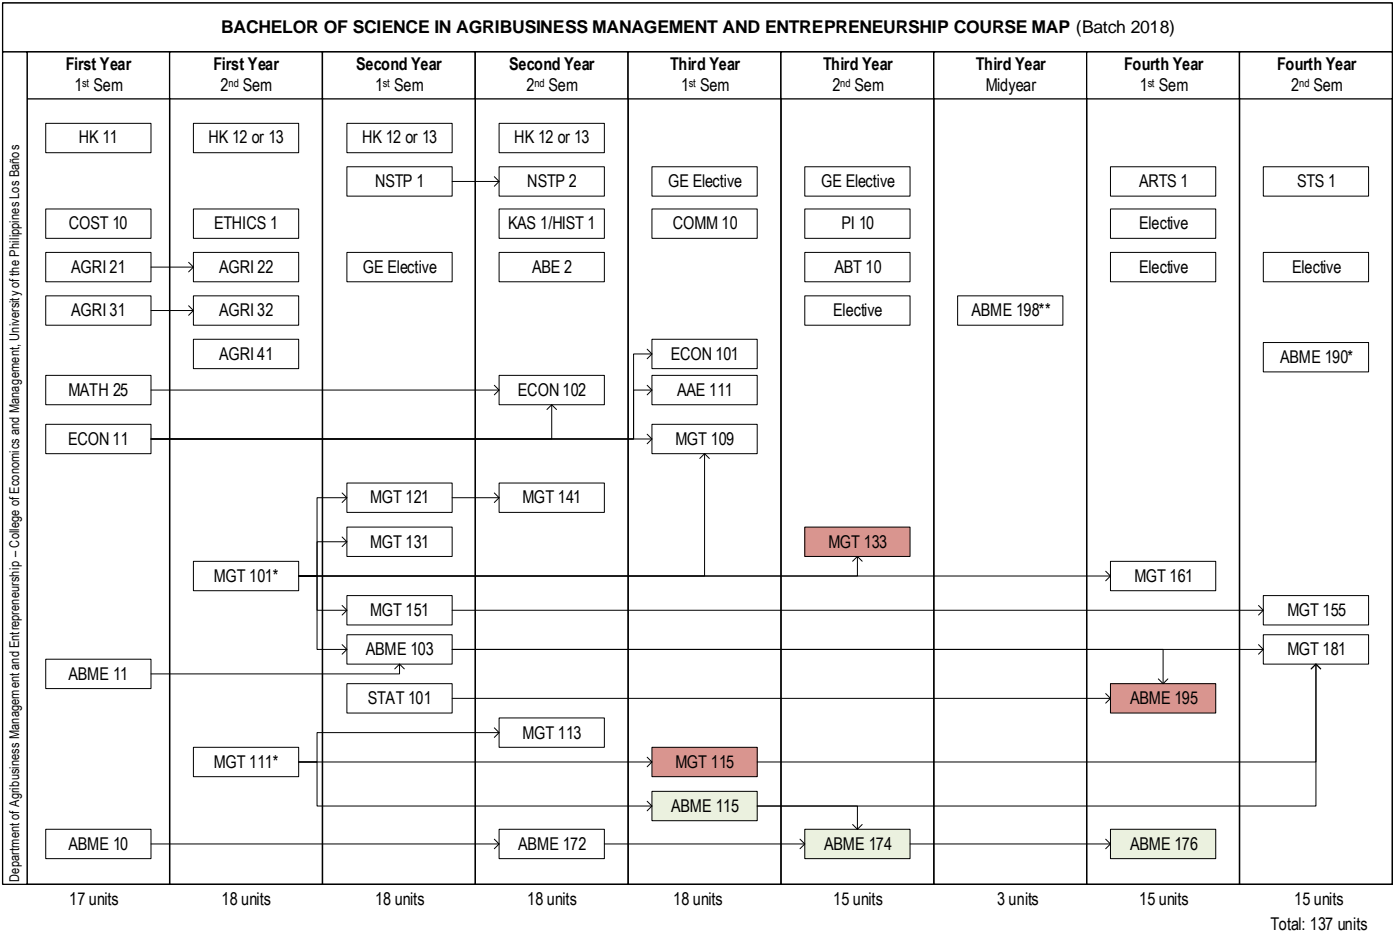 BACHELOR OF SCIENCE IN AGRIBUSINESS MANAGEMENT AND ENTREPRENEURSHIP COURSE MAP (Batch 2018)
Department of Agribusiness Management and Entrepreneurship – College of Economics and Management, University of the Philippines Los Baños
First Year
1st Sem
HK 11
COST 10
AGRI 21
AGRI 31
MATH 25
ECON 11
ABME 11
ABME 10
17 units
First Year
2nd Sem
HK 12 or 13
ETHICS 1
AGRI 22
AGRI 32
AGRI 41
MGT 101*
MGT 111*
18 units
Second Year
1st Sem
HK 12 or 13
NSTP 1
GE Elective
MGT 121
MGT 131
MGT 151
ABME 103
STAT 101
18 units
Second Year
2nd Sem
HK 12 or 13
NSTP 2
KAS 1/HIST 1
ABE 2
ECON 102
MGT 141
MGT 113
ABME 172
18 units
Third Year
1st Sem
GE Elective
COMM 10
ECON 101
AAE 111
MGT 109
MGT 115
ABME 115
18 units
Third Year
2nd Sem
GE Elective
PI 10
ABT 10
Elective
MGT 133
ABME 174
15 units
Third Year
Midyear
ABME 198**
3 units
Fourth Year
1st Sem
ARTS 1
Elective
Elective
MGT 161
ABME 195
ABME 176
15 units
Fourth Year
2nd Sem
STS 1
Elective
ABME 190*
MGT 155
MGT 181
15 units
Total: 137 units